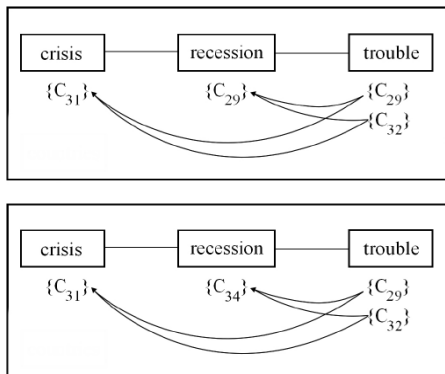 crisis recession trouble
{C31} {C29} {C29}
{C32}
crisis recession trouble
{C31} {C34} {C29}
{C32}